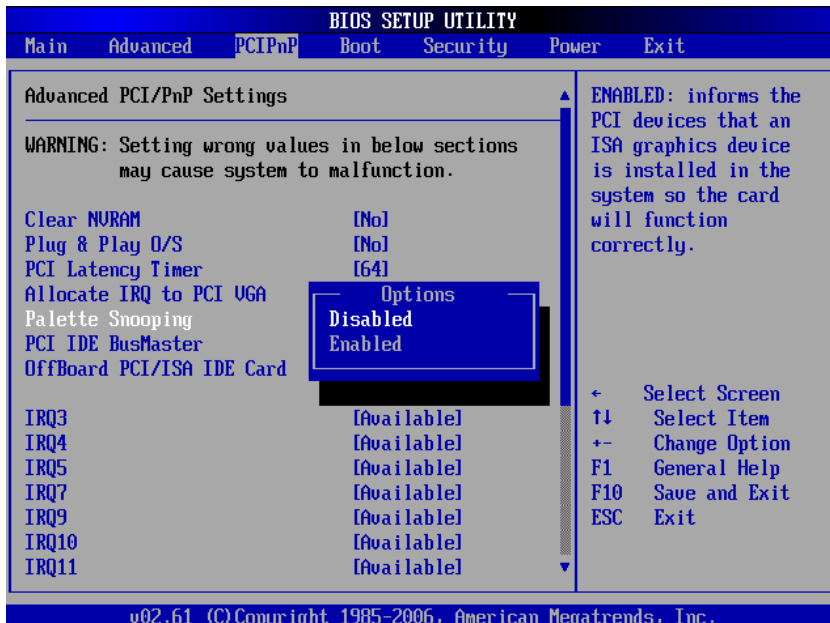 BIOS SETUP UTILITY
Main Advanced PCIPnP Boot Security Power Exit
Advanced PCI/PnP Settings
WARNING: Setting wrong values in below sections
may cause system to malfunction.
Clear NVRAM [No]
Plug & Play O/S [No]
PCI Latency Timer [64]
Allocate IRQ to PCI VGA
Palette Snooping
PCI IDE BusMaster
OffBoard PCI/ISA IDE Card
Options
Disabled
Enabled
IRQ3 [Available]
IRQ4 [Available]
IRQ5 [Available]
IRQ7 [Available]
IRQ9 [Available]
IRQ10 [Available]
IRQ11 [Available]
ENABLED: informs the
PCI devices that an
ISA graphics device
is installed in the
system so the card
will function
correctly.
← Select Screen
↑↓ Select Item
+- Change Option
F1 General Help
F10 Save and Exit
ESC Exit
v02.61 (C)Copyright 1985-2006, American Megatrends, Inc.